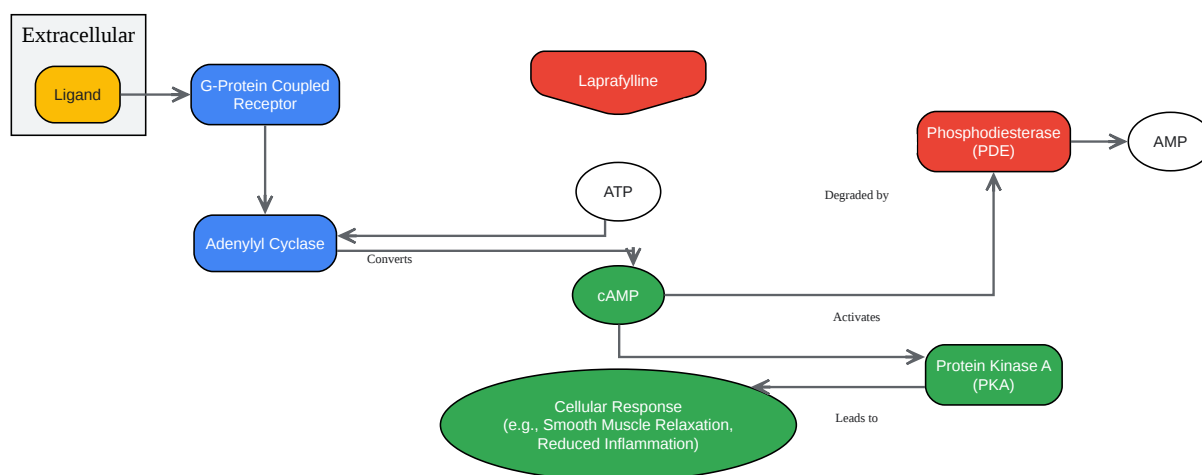 Extracellular
Ligand
G-Protein Coupled
Receptor
Laprafylline
Phosphodiesterase
(PDE)
AMP
ATP
Degraded by
Adenylyl Cyclase
Converts
cAMP
Activates
Protein Kinase A
(PKA)
Cellular Response
(e.g., Smooth Muscle Relaxation,
Reduced Inflammation)
Leads to